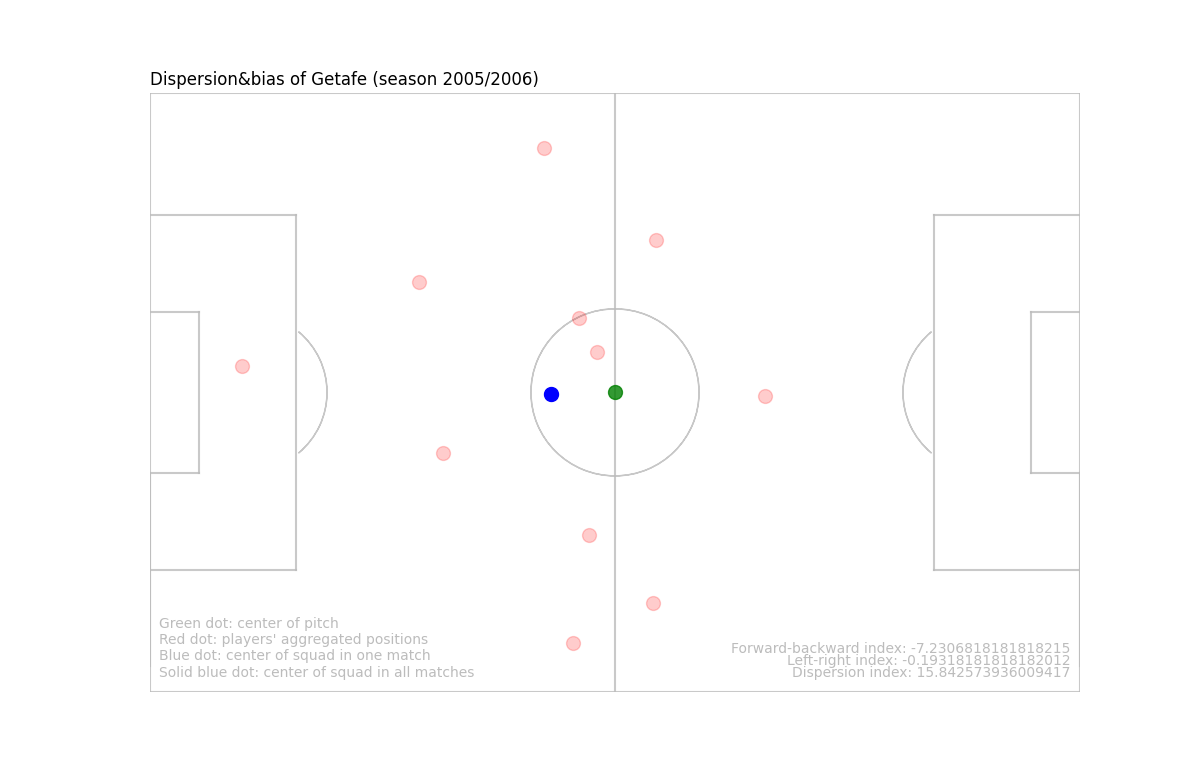 Dispersion&bias of Getafe (season 2005/2006)
Green dot: center of pitch
Red dot: players' aggregated positions
Blue dot: center of squad in one match
Solid blue dot: center of squad in all matches
Forward-backward index: -7.2306818181818215
Left-right index: -0.19318181818182012
Dispersion index: 15.842573936009417